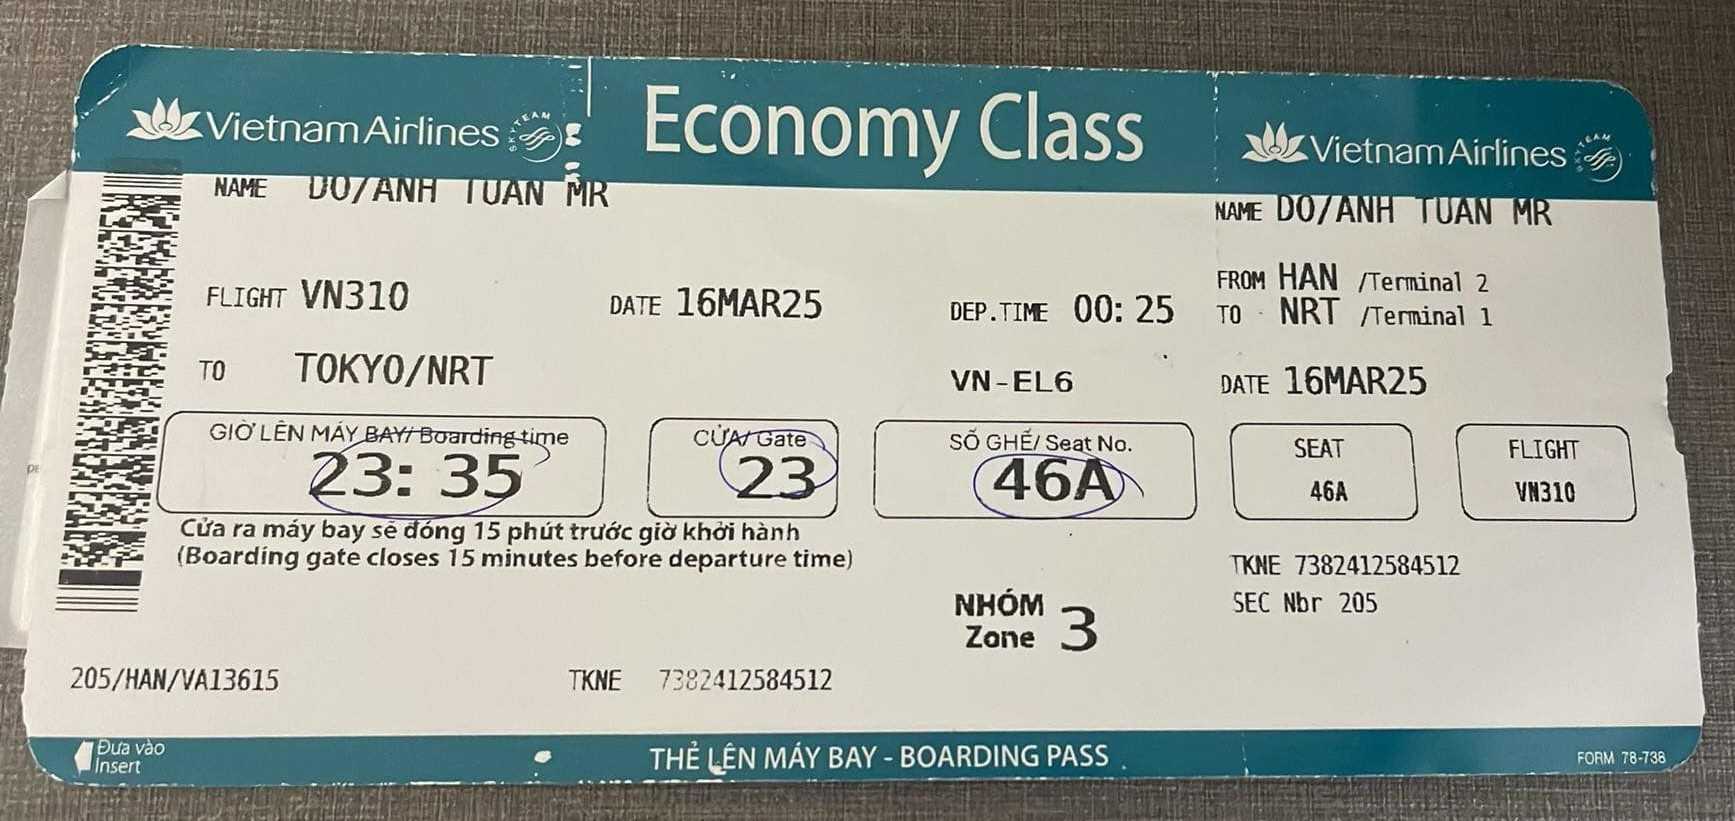 Vietnam Airlines SKYTEAM
Economy Class
Vietnam Airlines SKYTEAM
NAME DO/ANH TUAN MR
FLIGHT VN310 DATE 16MAR25 DEP.TIME 00:25
TO TOKYO/NRT VN-EL6
GIỜ LÊN MÁY BAY/ Boarding time
23:35
CỬA/ Gate
23
SỐ GHẾ/ Seat No.
46A
Cửa ra máy bay sẽ đóng 15 phút trước giờ khởi hành
(Boarding gate closes 15 minutes before departure time)
NHÓM
Zone 3
205/HAN/VA13615 TKNE 7382412584512
NAME DO/ANH TUAN MR
FROM HAN /Terminal 2
TO NRT /Terminal 1
DATE 16MAR25
SEAT
46A
FLIGHT
VN310
TKNE 7382412584512
SEC Nbr 205
Đưa vào
Insert
THẺ LÊN MÁY BAY - BOARDING PASS
FORM 78-738